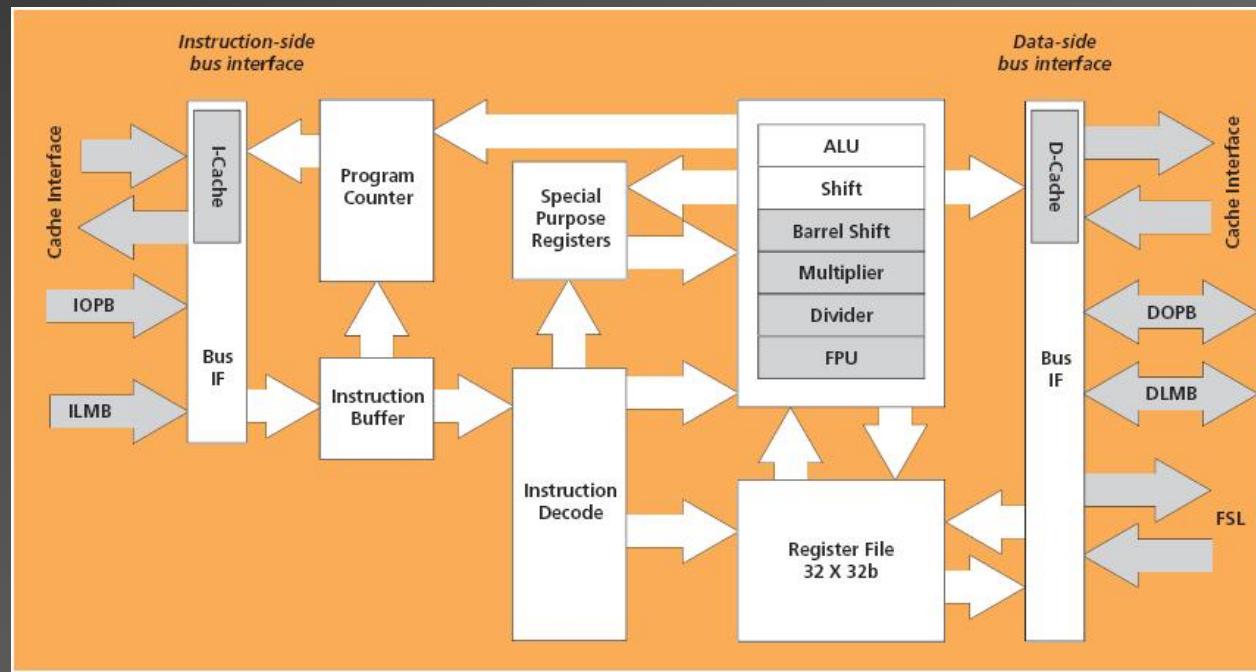 Instruction-side
bus interface
Data-side
bus interface
Cache Interface
I-Cache
Program
Counter
Special
Purpose
Registers
ALU
Shift
Barrel Shift
Multiplier
Divider
FPU
D-Cache
Cache Interface
IOPB
ILMB
Bus
IF
Instruction
Buffer
Instruction
Decode
Register File
32 X 32b
Bus
IF
DOPB
DLMB
FSL